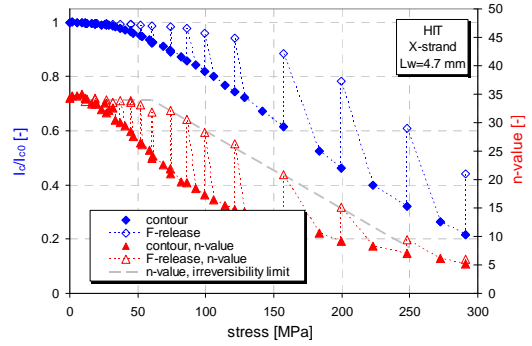 1
0.8
0.6
0.4
0.2
0
Ic/Ic0 [-]
50
45
40
35
30
25
20
15
10
5
0
n-value [-]
HIT
X-strand
Lw=4.7 mm
contour
F-release
contour, n-value
F-release, n-value
n-value, irreversibility limit
0 50 100 150 200 250 300
stress [MPa]